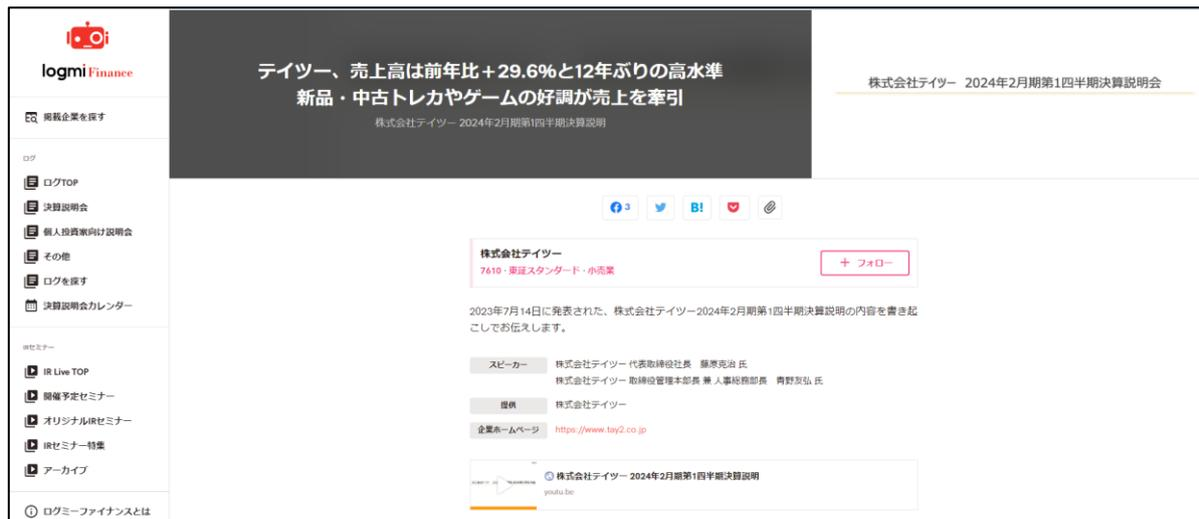 logmi Finance
掲載企業を探す
ログ
ログTOP
決算説明会
個人投資家向け説明会
その他
ログを探す
決算説明会カレンダー
IRセミナー
IR Live TOP
開催予定セミナー
オリジナルIRセミナー
IRセミナー特集
アーカイブ
ログミーファイナンスとは
テイツー、売上高は前年比+29.6%と12年ぶりの高水準
新品・中古トレカやゲームの好調が売上を牽引
株式会社テイツー 2024年2月期第1四半期決算説明
株式会社テイツー 2024年2月期第1四半期決算説明会
3
B!
株式会社テイツー
7610・東証スタンダード・小売業
+ フォロー
2023年7月14日に発表された、株式会社テイツー2024年2月期第1四半期決算説明の内容を書き起
こしでお伝えします。
スピーカー 株式会社テイツー 代表取締役社長 藤原克治 氏
株式会社テイツー 取締役管理本部長 兼 人事総務部長 青野友弘 氏
提供 株式会社テイツー
企業ホームページ https://www.tay2.co.jp
株式会社テイツー 2024年2月期第1四半期決算説明
youtu.be